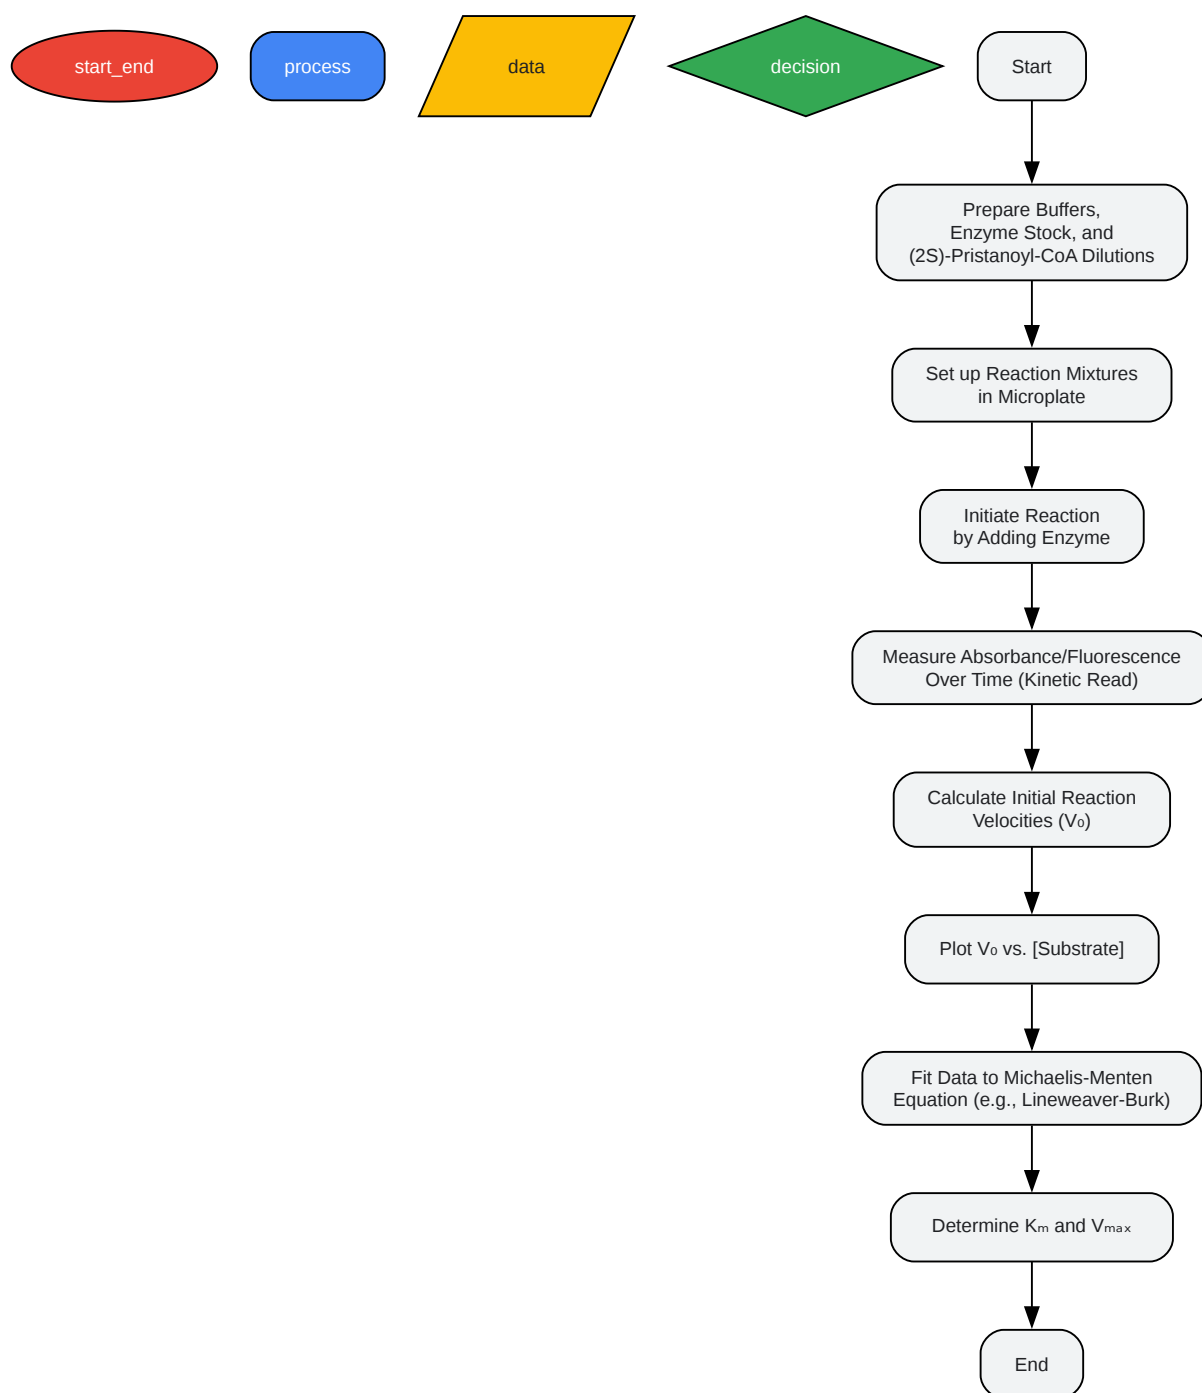 start_end
process
data
decision
Start
Prepare Buffers,
Enzyme Stock, and
(2S)-Pristanoyl-CoA Dilutions
Set up Reaction Mixtures
in Microplate
Initiate Reaction
by Adding Enzyme
Measure Absorbance/Fluorescence
Over Time (Kinetic Read)
Calculate Initial Reaction
Velocities (V₀)
Plot V₀ vs. [Substrate]
Fit Data to Michaelis-Menten
Equation (e.g., Lineweaver-Burk)
Determine Kₘ and Vₘₐₓ
End